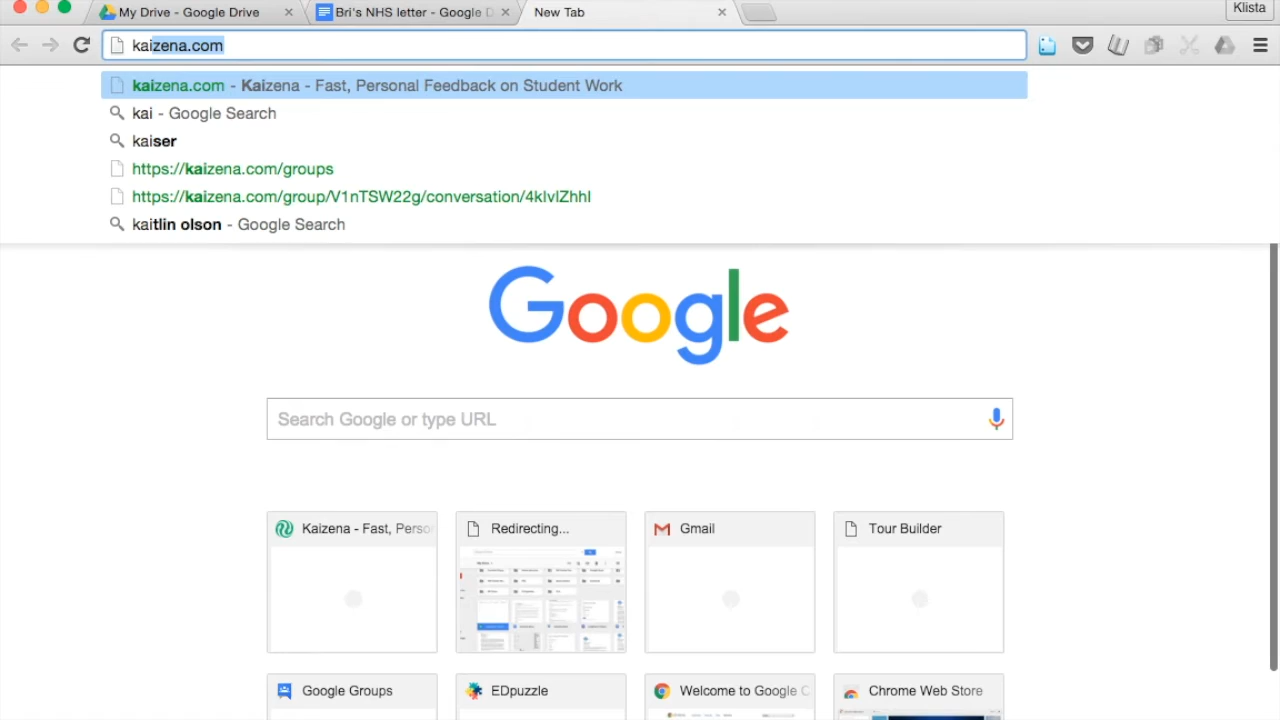 My Drive - Google Drive
Bri's NHS letter - Google D
New Tab
Klista
kaizena.com
kaizena.com - Kaizena - Fast, Personal Feedback on Student Work
kai - Google Search
kaiser
https://kaizena.com/groups
https://kaizena.com/group/V1nTSW22g/conversation/4kIvlZhhI
kaitlin olson - Google Search
Google
Search Google or type URL
Kaizena - Fast, Perso
Redirecting...
Gmail
Tour Builder
Google Groups
EDpuzzle
Welcome to Google C
Chrome Web Store